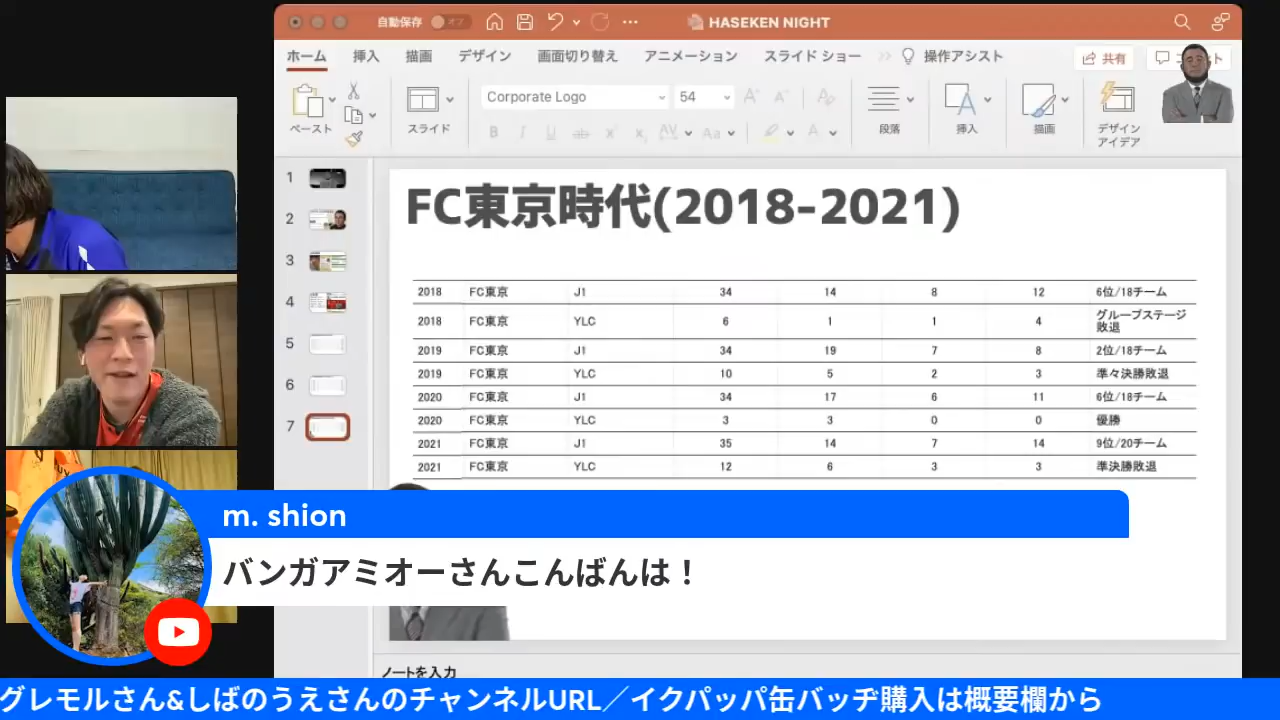 自動保存 オフ
HASEKEN NIGHT
ホーム 挿入 描画 デザイン 画面切り替え アニメーション スライド ショー 操作アシスト 共有
Corporate Logo 54
ペースト スライド 段落 挿入 描画 デザイン
アイデア
1
2
3
4
5
6
7
FC東京時代(2018-2021)
2018 FC東京 J1 34 14 8 12 6位/18チーム
2018 FC東京 YLC 6 1 1 4 グループステージ
敗退
2019 FC東京 J1 34 19 7 8 2位/18チーム
2019 FC東京 YLC 10 5 2 3 準々決勝敗退
2020 FC東京 J1 34 17 6 11 6位/18チーム
2020 FC東京 YLC 3 3 0 0 優勝
2021 FC東京 J1 35 14 7 14 9位/20チーム
2021 FC東京 YLC 12 6 3 3 準決勝敗退
m. shion
バンガアミオーさんこんばんは！
ノートを入力
グレモルさん&しばのうえさんのチャンネルURL／イクパッパ缶バッヂ購入は概要欄から